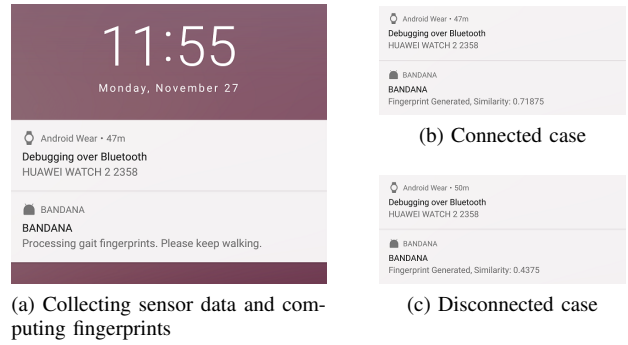 11:55
Monday, November 27
Android Wear • 47m
Debugging over Bluetooth
HUAWEI WATCH 2 2358
BANDANA
BANDANA
Processing gait fingerprints. Please keep walking.
(a) Collecting sensor data and com-
puting fingerprints
Android Wear • 47m
Debugging over Bluetooth
HUAWEI WATCH 2 2358
BANDANA
BANDANA
Fingerprint Generated, Similarity: 0.71875
(b) Connected case
Android Wear • 50m
Debugging over Bluetooth
HUAWEI WATCH 2 2358
BANDANA
BANDANA
Fingerprint Generated, Similarity: 0.4375
(c) Disconnected case